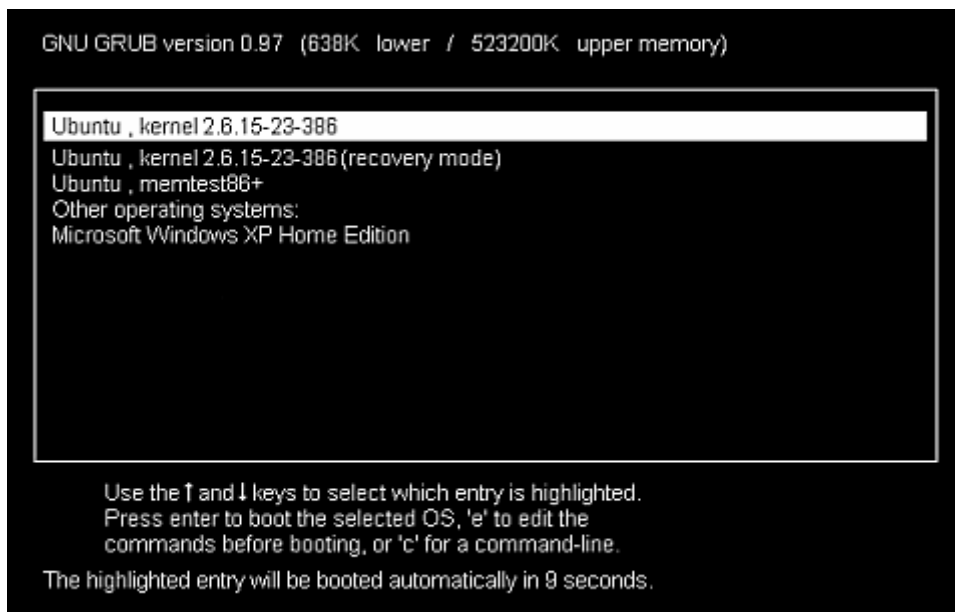 GNU GRUB version 0.97 (638K lower / 523200K upper memory)
Ubuntu , kernel 2.6.15-23-386
Ubuntu , kernel 2.6.15-23-386 (recovery mode)
Ubuntu , memtest86+
Other operating systems:
Microsoft Windows XP Home Edition
Use the ↑ and ↓ keys to select which entry is highlighted.
Press enter to boot the selected OS, 'e' to edit the
commands before booting, or 'c' for a command-line.
The highlighted entry will be booted automatically in 9 seconds.